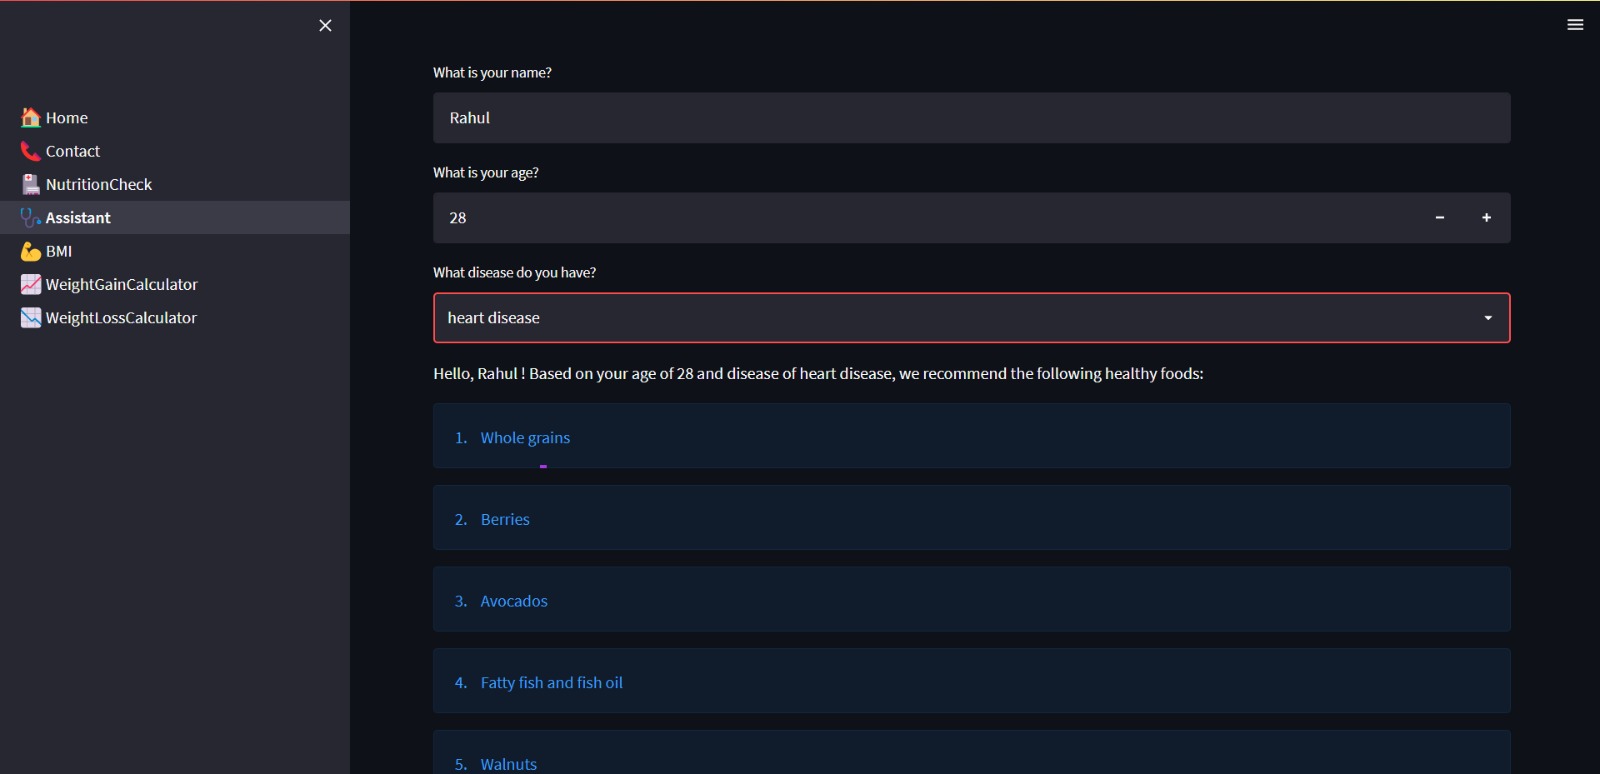 Home
Contact
NutritionCheck
Assistant
BMI
WeightGainCalculator
WeightLossCalculator
What is your name?
Rahul
What is your age?
28
What disease do you have?
heart disease
Hello, Rahul ! Based on your age of 28 and disease of heart disease, we recommend the following healthy foods:
1. Whole grains
2. Berries
3. Avocados
4. Fatty fish and fish oil
5. Walnuts